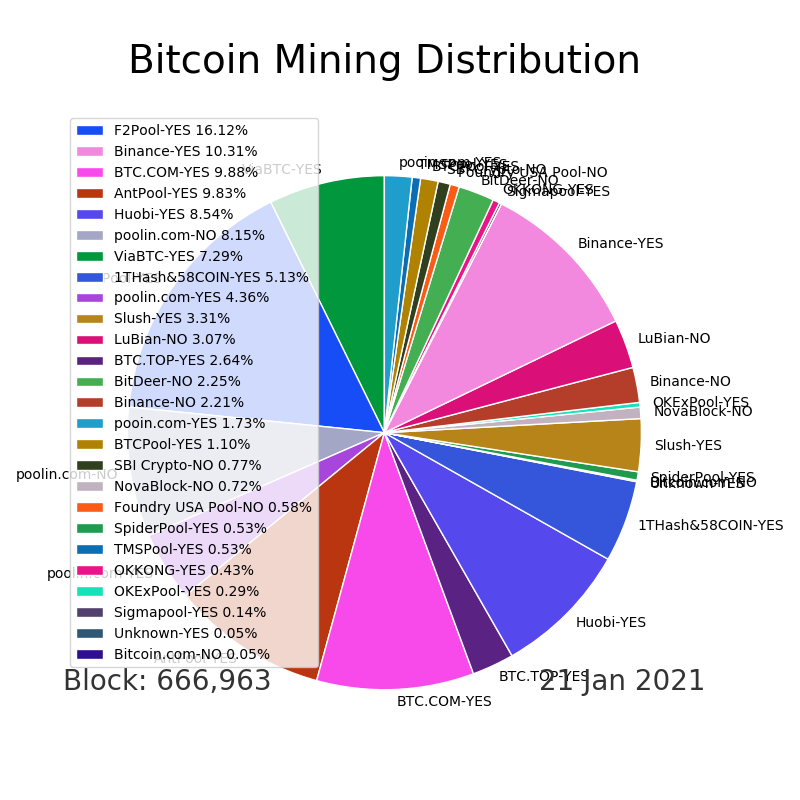 Bitcoin Mining Distribution
F2Pool-YES 16.12%
Binance-YES 10.31%
BTC.COM-YES 9.88%
AntPool-YES 9.83%
Huobi-YES 8.54%
poolin.com-NO 8.15%
ViaBTC-YES 7.29%
1THash&58COIN-YES 5.13%
poolin.com-YES 4.36%
Slush-YES 3.31%
LuBian-NO 3.07%
BTC.TOP-YES 2.64%
BitDeer-NO 2.25%
Binance-NO 2.21%
pooin.com-YES 1.73%
BTCPool-YES 1.10%
SBI Crypto-NO 0.77%
NovaBlock-NO 0.72%
Foundry USA Pool-NO 0.58%
SpiderPool-YES 0.53%
TMSPool-YES 0.53%
OKKONG-YES 0.43%
OKExPool-YES 0.29%
Sigmapool-YES 0.14%
Unknown-YES 0.05%
Bitcoin.com-NO 0.05%
ViaBTC-YES
poolin.com-NO
poolin.com-YES
AntPool-YES
pooin.com-YES
BitDeer-NO
OKKONG-YES
Sigmapool-YES
Binance-YES
LuBian-NO
Binance-NO
OKExPool-YES
NovaBlock-NO
Slush-YES
SpiderPool-YES
1THash&58COIN-YES
Huobi-YES
BTC.TOP-YES
BTC.COM-YES
Block: 666,963
21 Jan 2021